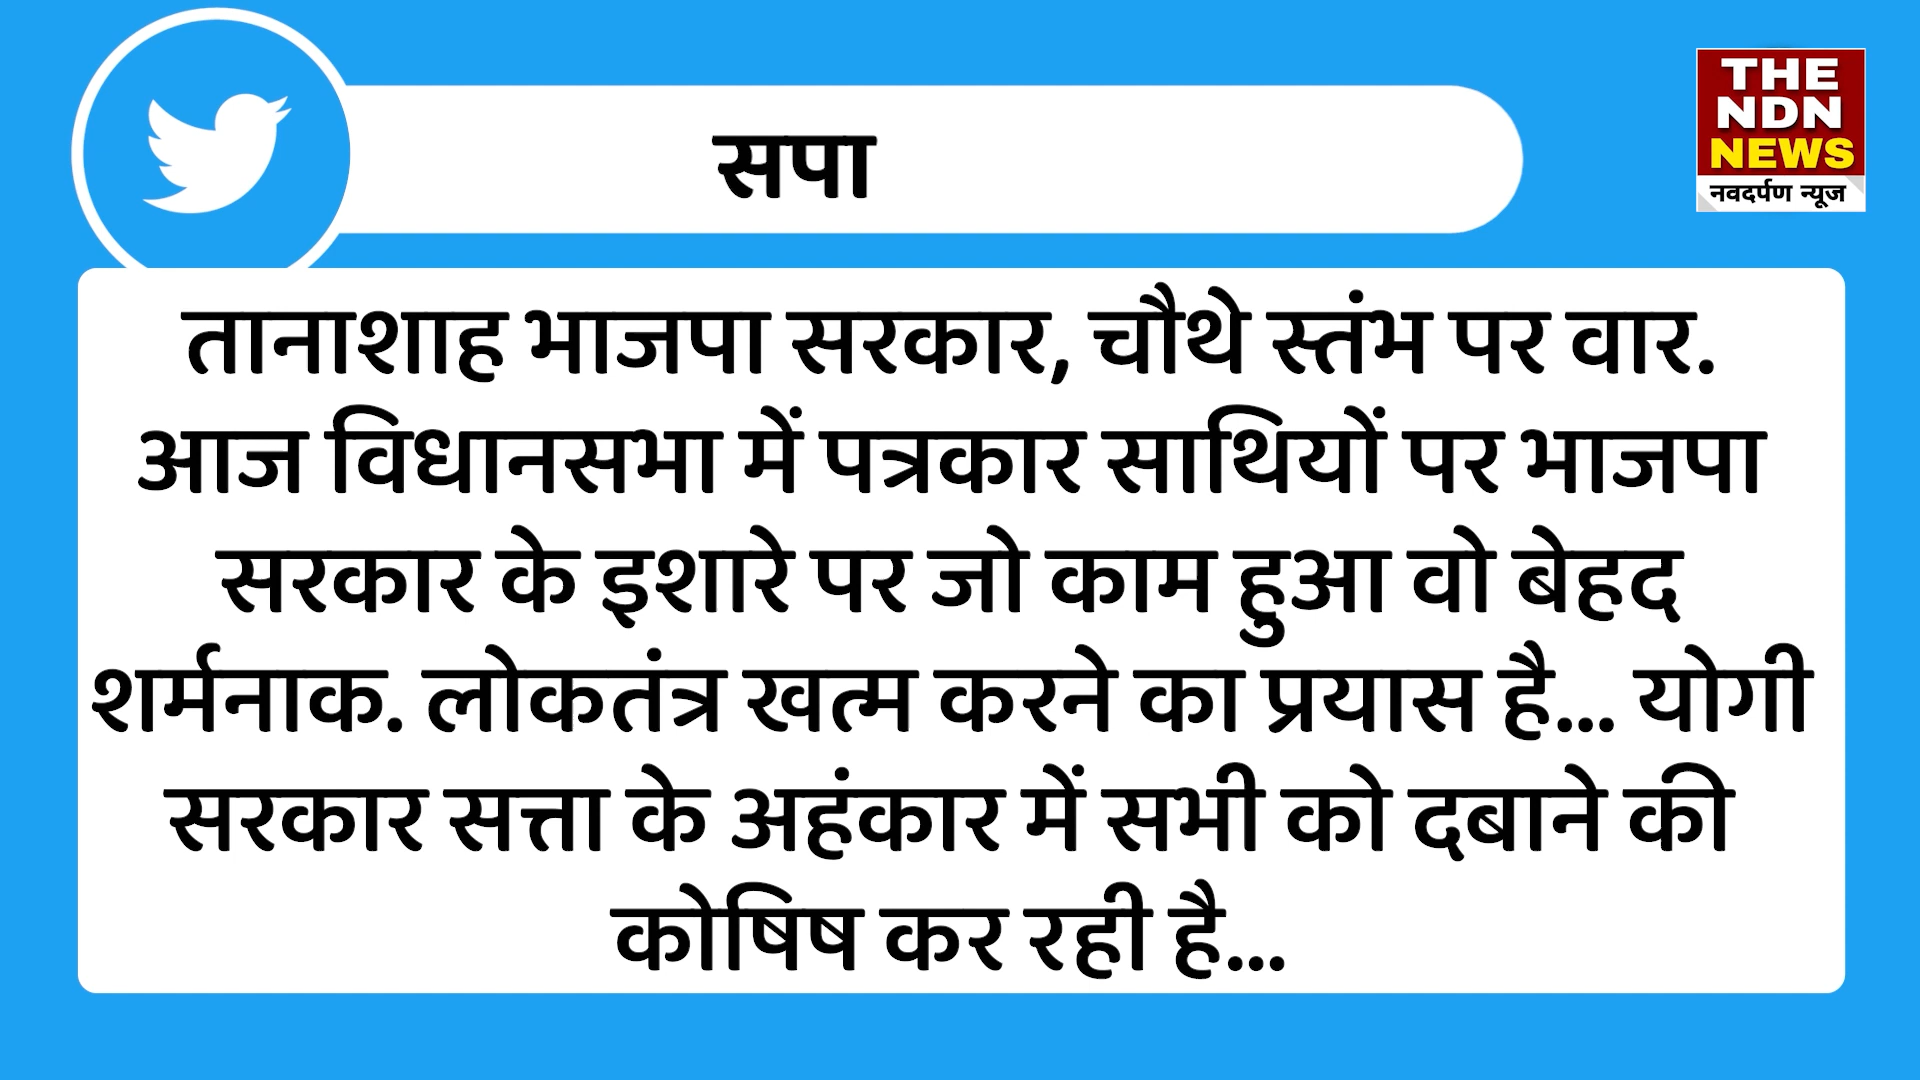 सपा
THE
NDN
NEWS
नवदर्पण न्यूज
तानाशाह भाजपा सरकार, चौथे स्तंभ पर वार.
आज विधानसभा में पत्रकार साथियों पर भाजपा
सरकार के इशारे पर जो काम हुआ वो बेहद
शर्मनाक. लोकतंत्र खत्म करने का प्रयास है... योगी
सरकार सत्ता के अहंकार में सभी को दबाने की
कोषिष कर रही है...